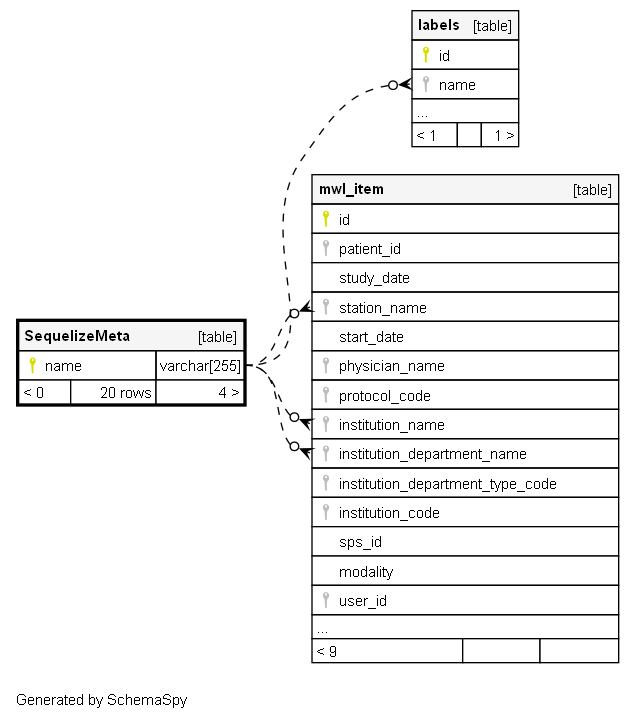 labels [table]
id
name
...
< 1 1 >
mwl_item [table]
id
patient_id
study_date
station_name
start_date
physician_name
protocol_code
institution_name
institution_department_name
institution_department_type_code
institution_code
sps_id
modality
user_id
...
< 9
SequelizeMeta [table]
name varchar[255]
< 0 20 rows 4 >
Generated by SchemaSpy